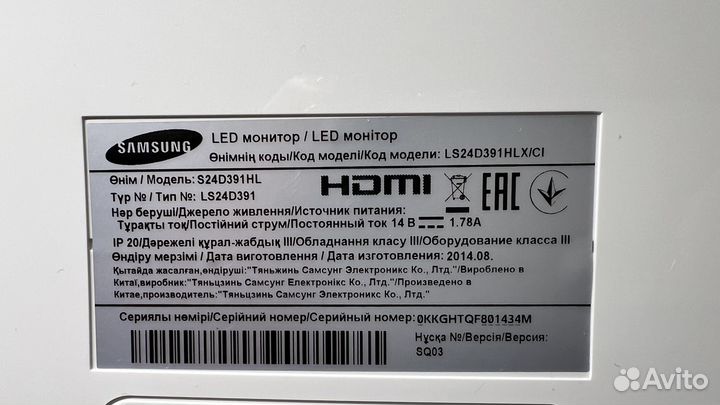 SAMSUNG
LED монитор / LED монітор
Өнімнің коды/Код моделі/Код модели: LS24D391HLX/CI
Өнім / Модель: S24D391HL
Түр № / Тип №: LS24D391
HDMI
EAC
Нәр беруші/Джерело живлення/Источник питания:
Тұрақты тоқ/Постійний струм/Постоянный ток 14 В 1.78A
IP 20/Дәрежелі құрал-жабдық III/Обладнання класу III/Оборудование класса III
Өндіру мерзімі / Дата виготовлення / Дата изготовления: 2014.08.
Қытайда жасалған,өндіруші:"Тяньжинь Самсунг Электроникс Ко., Лтд."/Вироблено в
Китаї,виробник:"Тяньцзинь Самсунг Електронікс Ко., Лтд."/Произведено в
Китае,производитель:"Тяньцзинь Самсунг Электроникс Ко., Лтд."
Сериялы нөмірі/Серійний номер/Серийный номер: 0KKGHTQF801434M
Нұсқа №/Версія/Версия:
SQ03
Avito